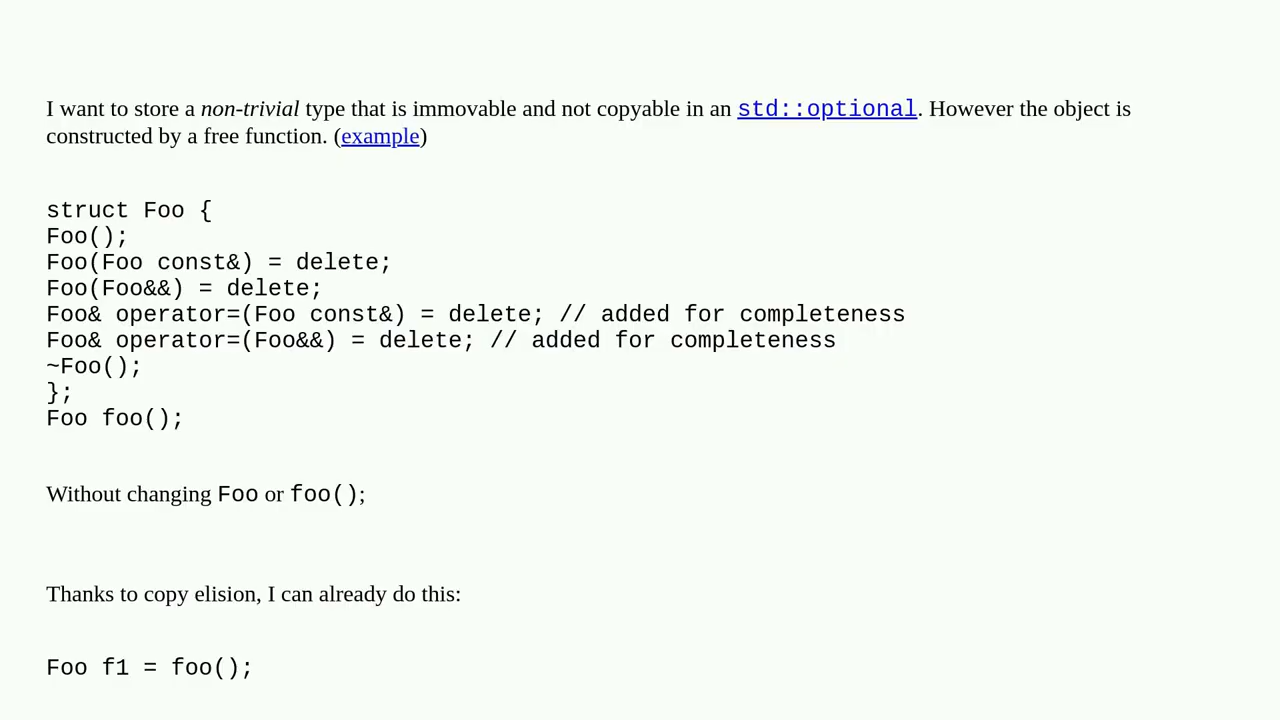 I want to store a non-trivial type that is immovable and not copyable in an std::optional. However the object is
constructed by a free function. (example)
struct Foo {
Foo();
Foo(Foo const&) = delete;
Foo(Foo&&) = delete;
Foo& operator=(Foo const&) = delete; // added for completeness
Foo& operator=(Foo&&) = delete; // added for completeness
~Foo();
};
Foo foo();
Without changing Foo or foo();
Thanks to copy elision, I can already do this:
Foo f1 = foo();